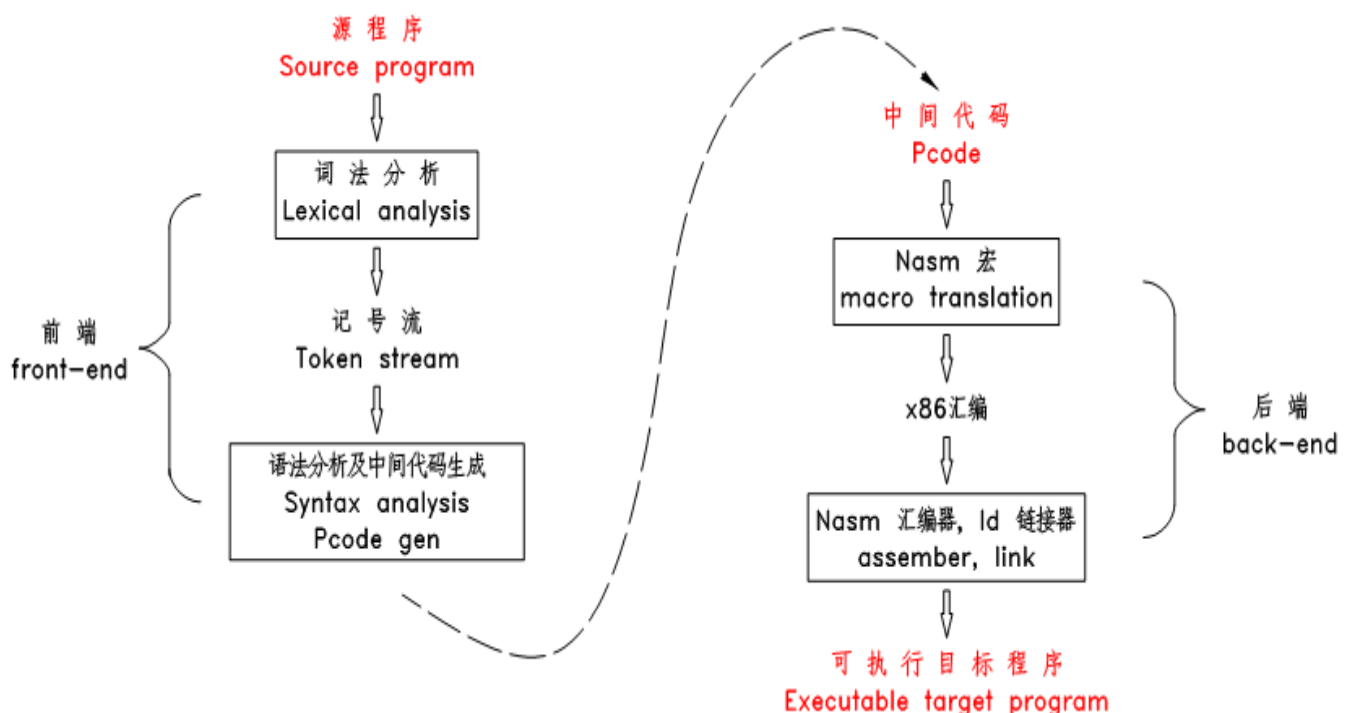 源程序
Source program
词法分析
Lexical analysis
记号流
Token stream
语法分析及中间代码生成
Syntax analysis
Pcode gen
前端
front-end
中间代码
Pcode
Nasm 宏
macro translation
x86汇编
Nasm 汇编器, ld 链接器
assember, link
可执行目标程序
Executable target program
后端
back-end